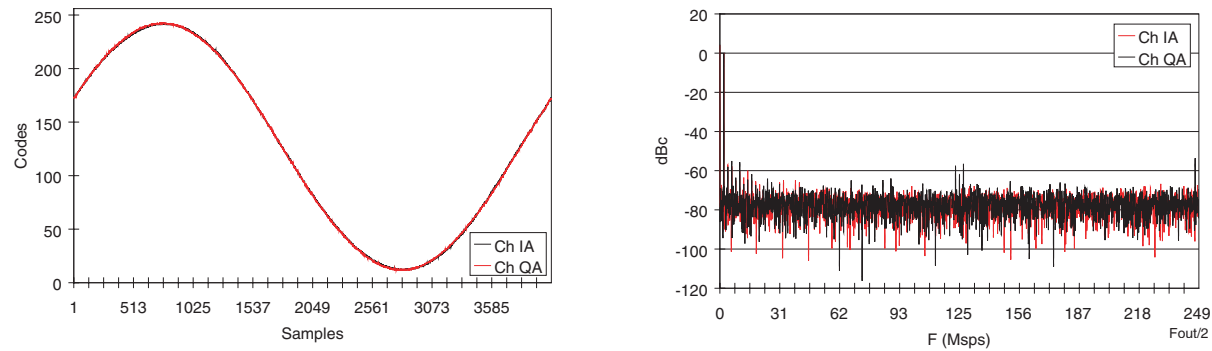 250
200
150
100
50
0
Codes
Ch IA
Ch QA
1 513 1025 1537 2049 2561 3073 3585
Samples
20
0
-20
-40
-60
-80
-100
-120
dBc
Ch IA
Ch QA
0 31 62 93 125 156 187 218 249
Fout/2
F (Msps)